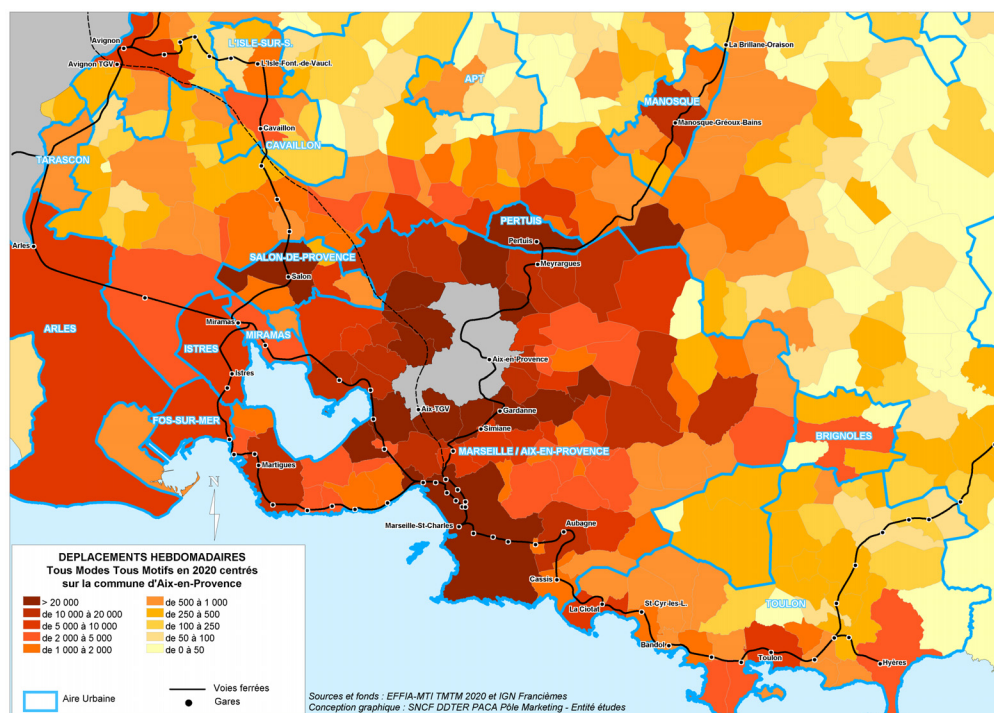 Avignon
L'ISLE-SUR-S.
La Brillane-Oraison
Avignon TGV
L'Isle-Font.-de-Vaucl.
APT
MANOSQUE
Cavaillon
Manosque-Gréoux-Bains
CAVAILLON
TARASCON
PERTUIS
Arles
Pertuis
SALON-DE-PROVENCE
Meyrargues
Salon
Miramas
ARLES
MIRAMAS
ISTRES
Aix-en-Provence
Istres
Aix-TGV
Gardanne
FOS-SUR-MER
Simiane
BRIGNOLES
MARSEILLE / AIX-EN-PROVENCE
Martigues
N
Marseille-St-Charles
Aubagne
Cassis
La Ciotat
St-Cyr-les-L.
TOULON
Bandol
Toulon
Hyères
DEPLACEMENTS HEBDOMADAIRES
Tous Modes Tous Motifs en 2020 centrés
sur la commune d'Aix-en-Provence
> 20 000
de 10 000 à 20 000
de 5 000 à 10 000
de 2 000 à 5 000
de 1 000 à 2 000
de 500 à 1 000
de 250 à 500
de 100 à 250
de 50 à 100
de 0 à 50
Aire Urbaine
Voies ferrées
Gares
Sources et fonds : EFFIA-MTI TMTM 2020 et IGN Franciémes
Conception graphique : SNCF DDTER PACA Pôle Marketing - Entité études